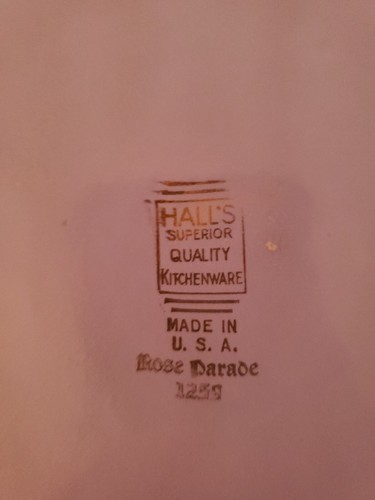 HALL'S
SUPERIOR
QUALITY
KITCHENWARE
MADE IN
U. S. A.
Rose Parade